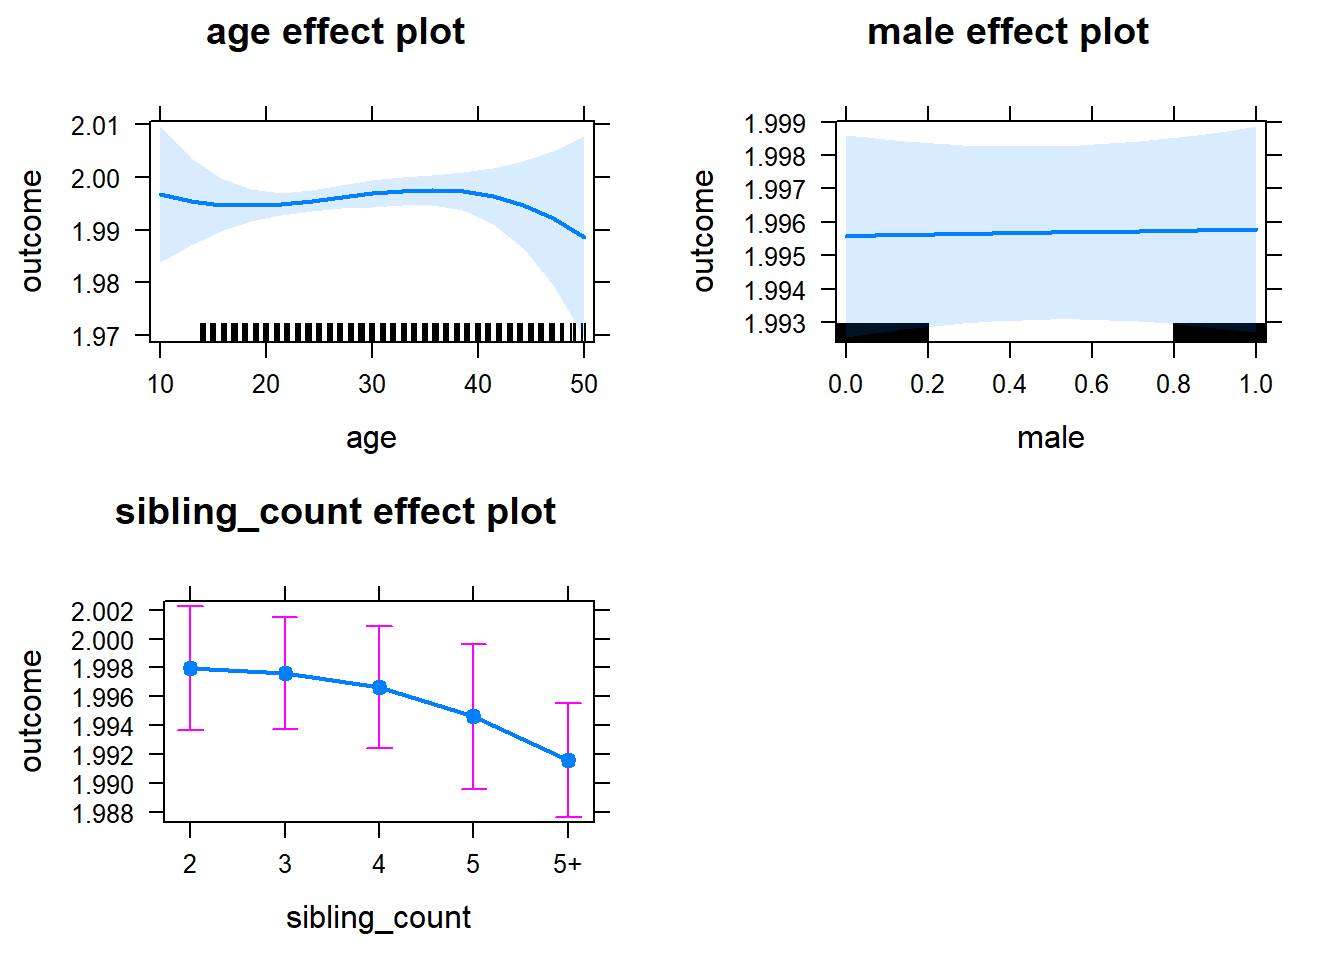 age effect plot
outcome
2.01
2.00
1.99
1.98
1.97
10 20 30 40 50
age
male effect plot
outcome
1.999
1.998
1.997
1.996
1.995
1.994
1.993
0.0 0.2 0.4 0.6 0.8 1.0
male
sibling_count effect plot
outcome
2.002
2.000
1.998
1.996
1.994
1.992
1.990
1.988
2 3 4 5 5+
sibling_count